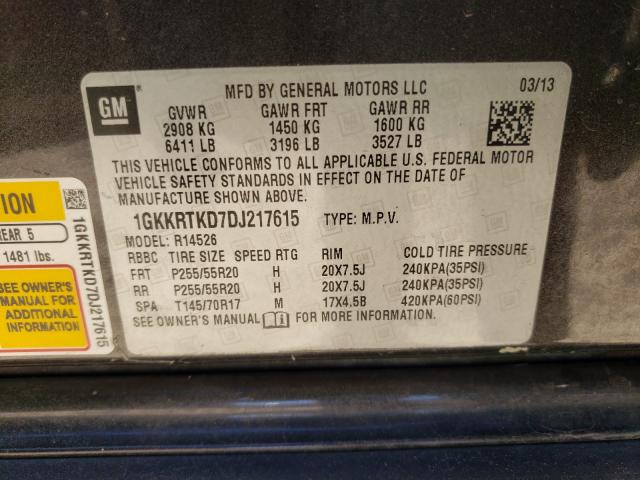 GM
MFD BY GENERAL MOTORS LLC
03/13
GVWR GAWR FRT GAWR RR
2908 KG 1450 KG 1600 KG
6411 LB 3196 LB 3527 LB
THIS VEHICLE CONFORMS TO ALL APPLICABLE U.S. FEDERAL MOTOR
VEHICLE SAFETY STANDARDS IN EFFECT ON THE DATE OF
MANUFACTURE SHOWN ABOVE.
1GKKRTKD7DJ217615 TYPE: M.P.V.
MODEL: R14526
RBBC TIRE SIZE SPEED RTG RIM COLD TIRE PRESSURE
FRT P255/55R20 H 20X7.5J 240KPA(35PSI)
RR P255/55R20 H 20X7.5J 240KPA(35PSI)
SPA T145/70R17 M 17X4.5B 420KPA(60PSI)
SEE OWNER'S MANUAL FOR MORE INFORMATION.
ION
REAR 5
1481 lbs.
SEE OWNER'S
MANUAL FOR
ADDITIONAL
INFORMATION
1GKKRTKD7DJ217615